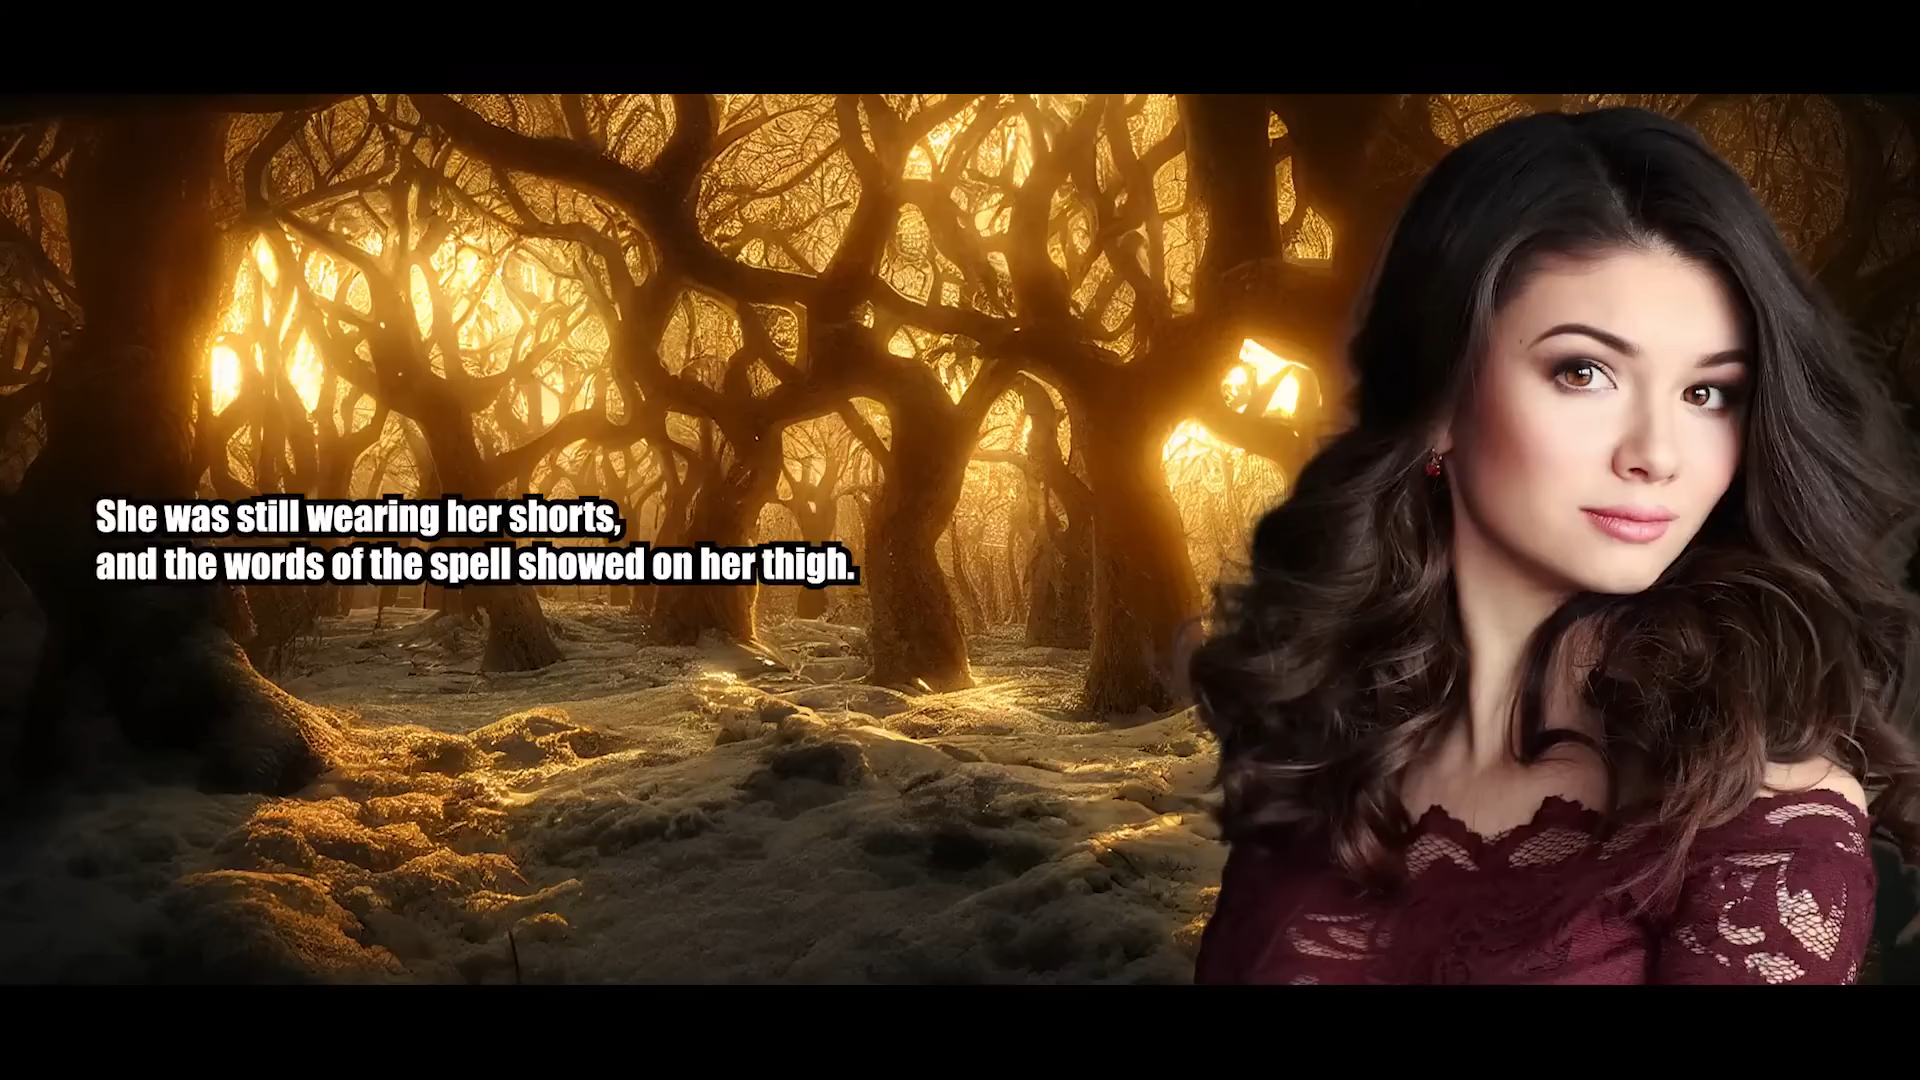 She was still wearing her shorts,
and the words of the spell showed on her thigh.